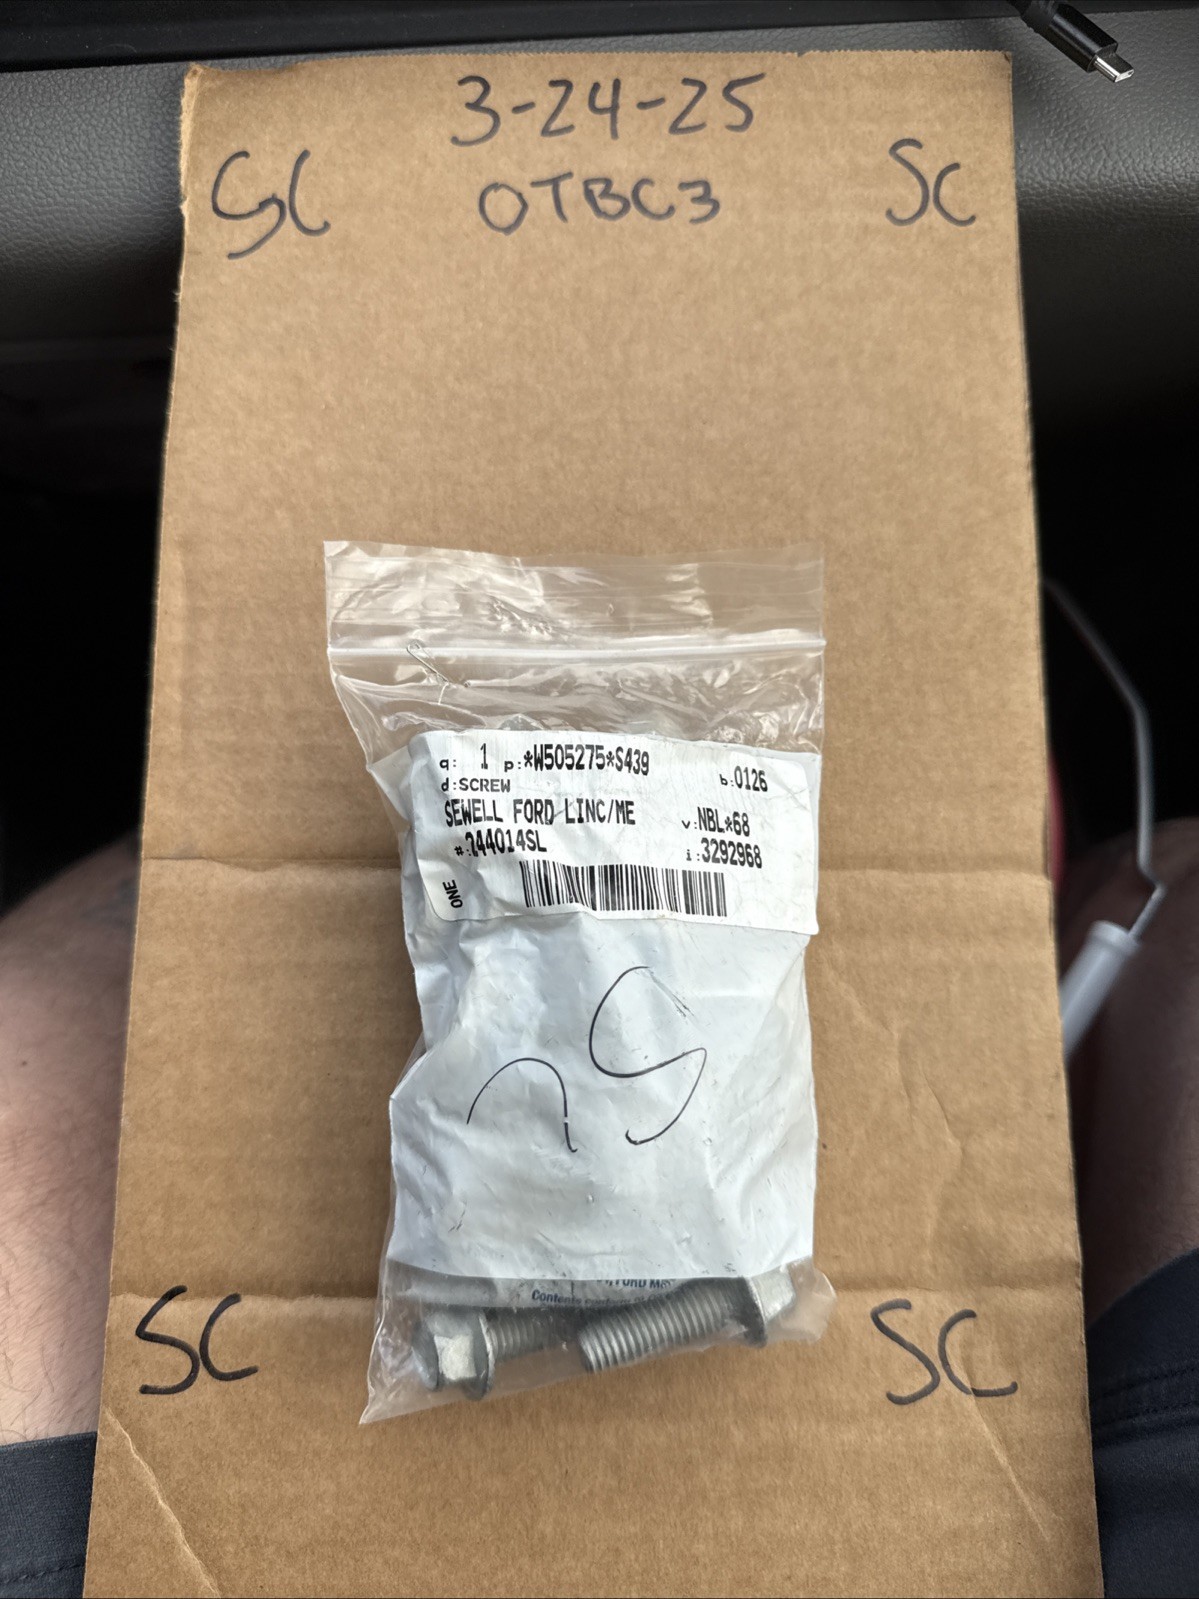 3-24-25
SC OTBC3 SC
q: 1 p:*W505275*S439 b:0126
d:SCREW
SEWELL FORD LINC/ME v:NBL*68
#:244014SL i:3292968
ONE
SC SC